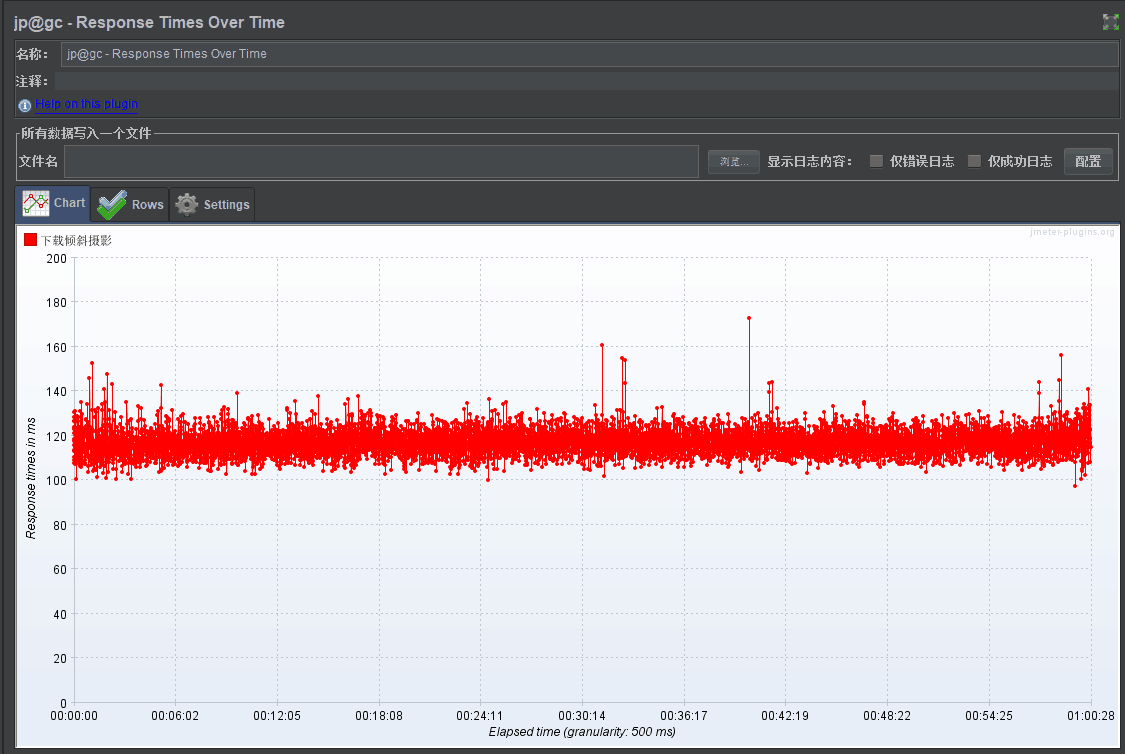 jp@gc - Response Times Over Time
名称： jp@gc - Response Times Over Time
注释：
Help on this plugin
所有数据写入一个文件
文件名 浏览... 显示日志内容： 仅错误日志 仅成功日志 配置
Chart Rows Settings
下载倾斜摄影 jmeter-plugins.org
200
180
160
140
120
100
80
60
40
20
0
Response times in ms
00:00:00 00:06:02 00:12:05 00:18:08 00:24:11 00:30:14 00:36:17 00:42:19 00:48:22 00:54:25 01:00:28
Elapsed time (granularity: 500 ms)